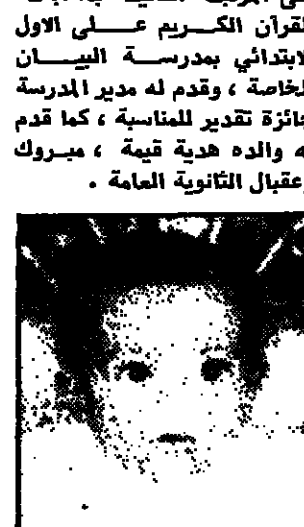 القرآن الكريم على الاول
الابتدائي بمدرسة البيان
الخاصة ، وقدم له مدير المدرسة
جائزة تقدير للمناسبة ، كما قدم
له والده هدية قيمة ، مبروك
وعقبال الثانوية العامة .